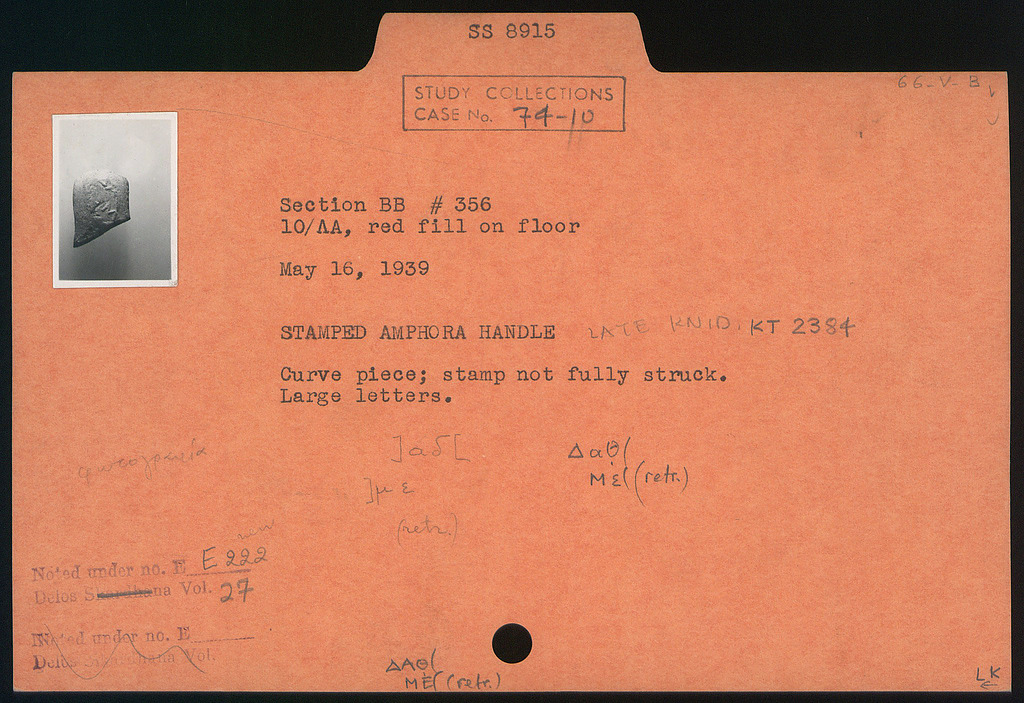 SS 8915
66-V-B
STUDY COLLECTIONS
CASE No. 74-10
Section BB # 356
10/ΛΑ, red fill on floor
May 16, 1939
STAMPED AMPHORA HANDLE LATE KNID. KT 2384
Curve piece; stamp not fully struck.
Large letters.
]αδ[
]με
(retr.)
Δαθ(
ΜΕ( (retr.)
φωτογραφία
Noted under no. E E 222
Delos Vol. 27
Noted under no. E
Delos Vol.
ΔΑΘ(
ΜΕ( (retr.)
LK